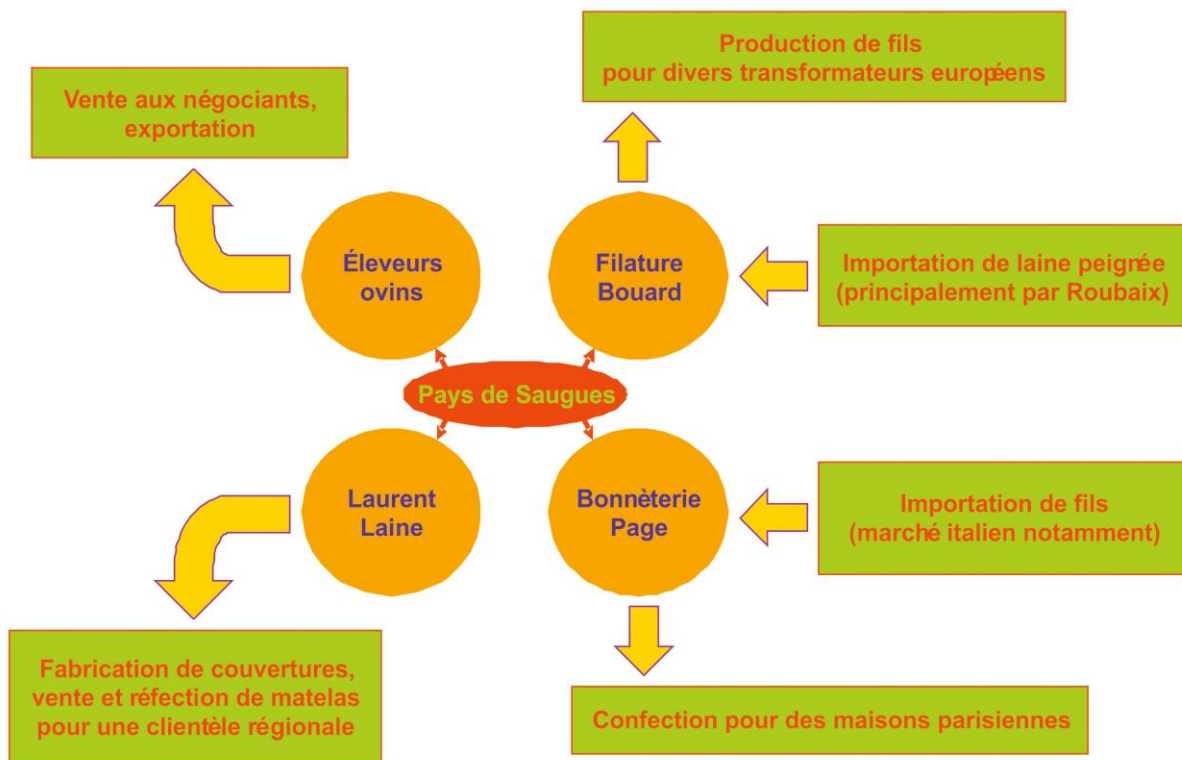 Production de fils
pour divers transformateurs européens
Vente aux négociants,
exportation
Éleveurs
ovins
Filature
Bouard
Importation de laine peignée
(principalement par Roubaix)
Pays de Saugues
Laurent
Laine
Bonnèterie
Page
Importation de fils
(marché italien notamment)
Fabrication de couvertures,
vente et réfection de matelas
pour une clientèle régionale
Confection pour des maisons parisiennes